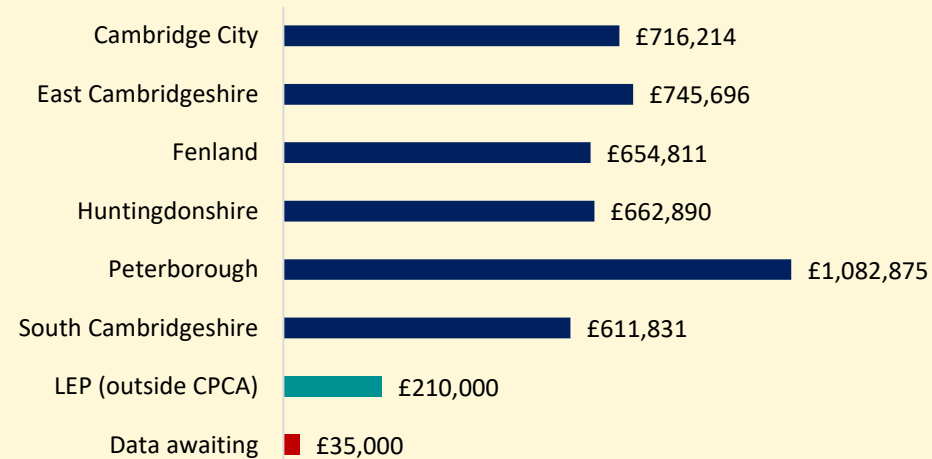 Cambridge City £716,214
East Cambridgeshire £745,696
Fenland £654,811
Huntingdonshire £662,890
Peterborough £1,082,875
South Cambridgeshire £611,831
LEP (outside CPCA) £210,000
Data awaiting £35,000